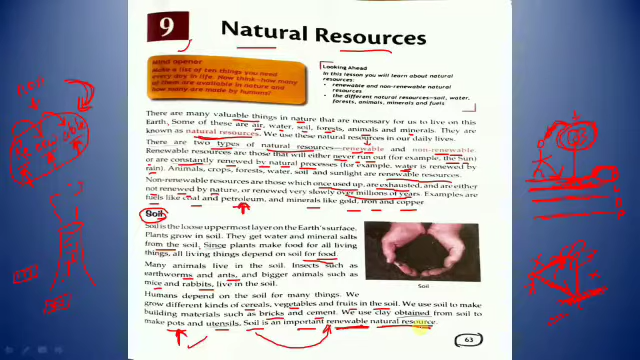 9
Natural Resources
Mind opener
Make a list of ten things you need
every day in life. Now think—how many
of them are available in nature and
how many are made by humans?
Looking Ahead
In this lesson you will learn about natural
resources:
• renewable and non-renewable natural
resources
• the different natural resources—soil, water,
forests, animals, minerals and fuels
There are many valuable things in nature that are necessary for us to live on this
Earth. Some of these are air, water, soil, forests, animals and minerals. They are
known as natural resources. We use these natural resources in our daily lives.
There are two types of natural resources—renewable and non-renewable.
Renewable resources are those that will either never run out (for example, the Sun)
or are constantly renewed by natural processes (for example, water is renewed by
rain). Animals, crops, forests, water, soil and sunlight are renewable resources.
Non-renewable resources are those which once used up, are exhausted, and are either
not renewed by nature, or renewed very slowly over millions of years. Examples are
fuels like coal and petroleum, and minerals like gold, iron and copper.
Soil
Soil is the loose uppermost layer on the Earth's surface.
Plants grow in soil. They get water and mineral salts
from the soil. Since plants make food for all living
things, all living things depend on soil for food.
Many animals live in the soil. Insects such as
earthworms and ants, and bigger animals such as
mice and rabbits, live in the soil.
Soil
Humans depend on the soil for many things. We
grow different kinds of cereals, vegetables and fruits in the soil. We use soil to make
building materials such as bricks and cement. We use clay obtained from soil to
make pots and utensils. Soil is an important renewable natural resource.
63